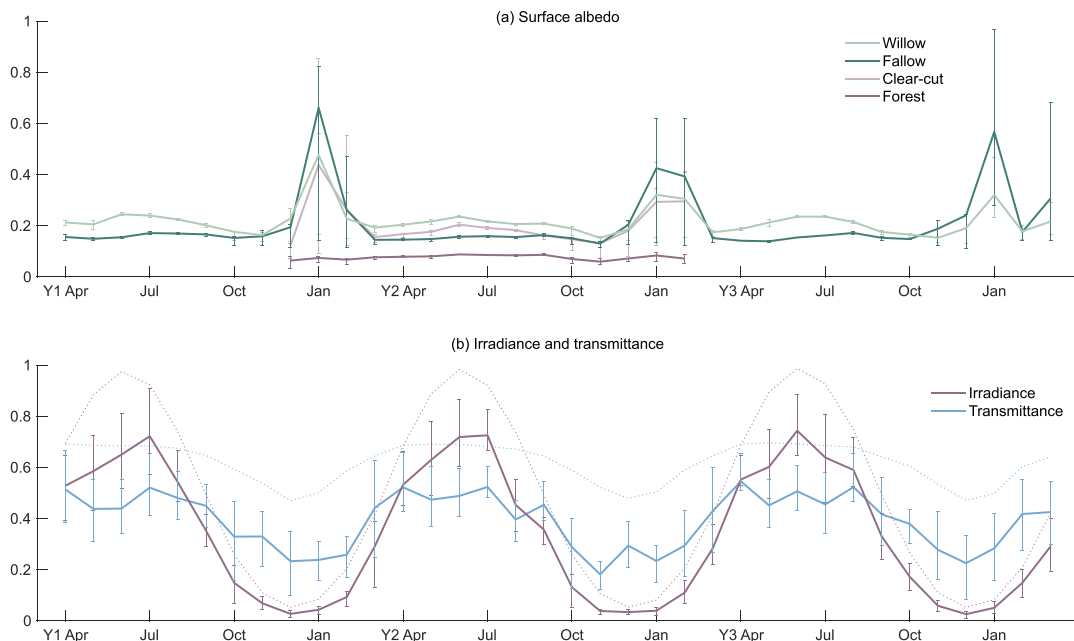 (a) Surface albedo
1
0.8
0.6
0.4
0.2
0
Willow
Fallow
Clear-cut
Forest
Y1 Apr Jul Oct Jan Y2 Apr Jul Oct Jan Y3 Apr Jul Oct Jan
(b) Irradiance and transmittance
1
0.8
0.6
0.4
0.2
0
Irradiance
Transmittance
Y1 Apr Jul Oct Jan Y2 Apr Jul Oct Jan Y3 Apr Jul Oct Jan